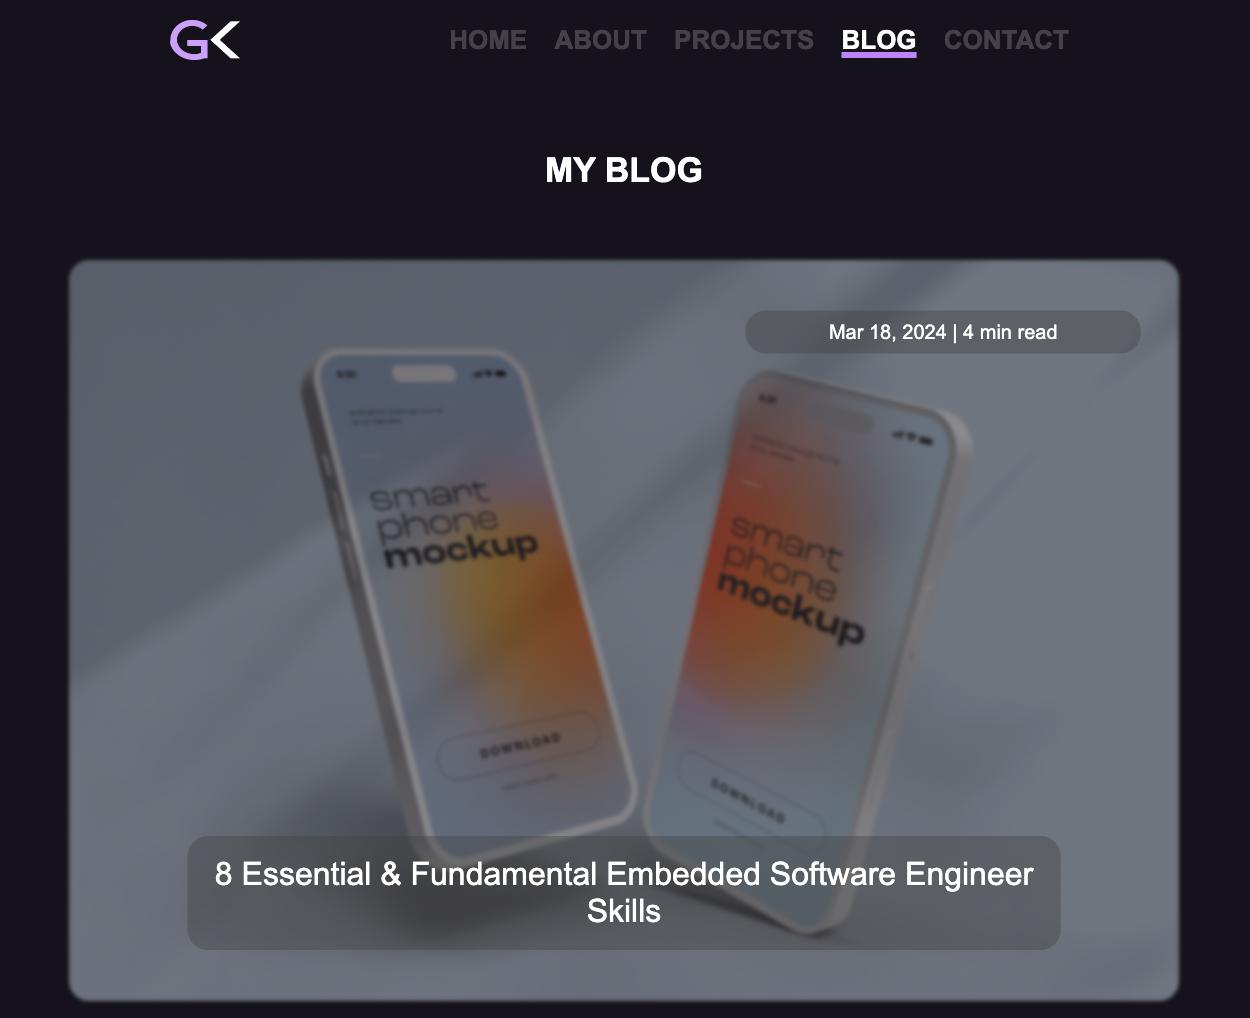 GK
HOME ABOUT PROJECTS BLOG CONTACT
MY BLOG
Mar 18, 2024 | 4 min read
smart
phone
mockup
DOWNLOAD
smart
phone
mockup
DOWNLOAD
8 Essential & Fundamental Embedded Software Engineer
Skills